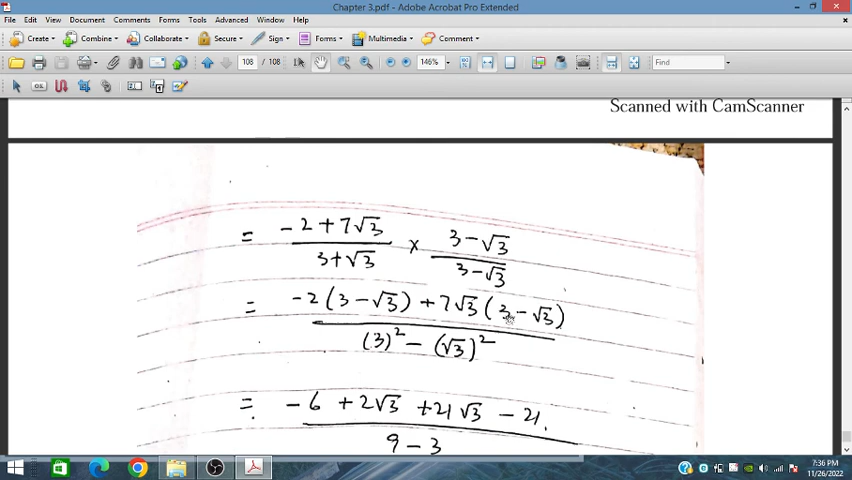 Chapter 3.pdf - Adobe Acrobat Pro Extended
File Edit View Document Comments Forms Tools Advanced Window Help
Create Combine Collaborate Secure Sign Forms Multimedia Comment
108 / 108 146% Find
Scanned with CamScanner
= -2+7√3 / 3+√3 × 3-√3 / 3-√3
= -2(3-√3) + 7√3(3-√3) / (3)² - (√3)²
= -6 +2√3 +21√3 - 21 / 9-3
7:36 PM
11/26/2022